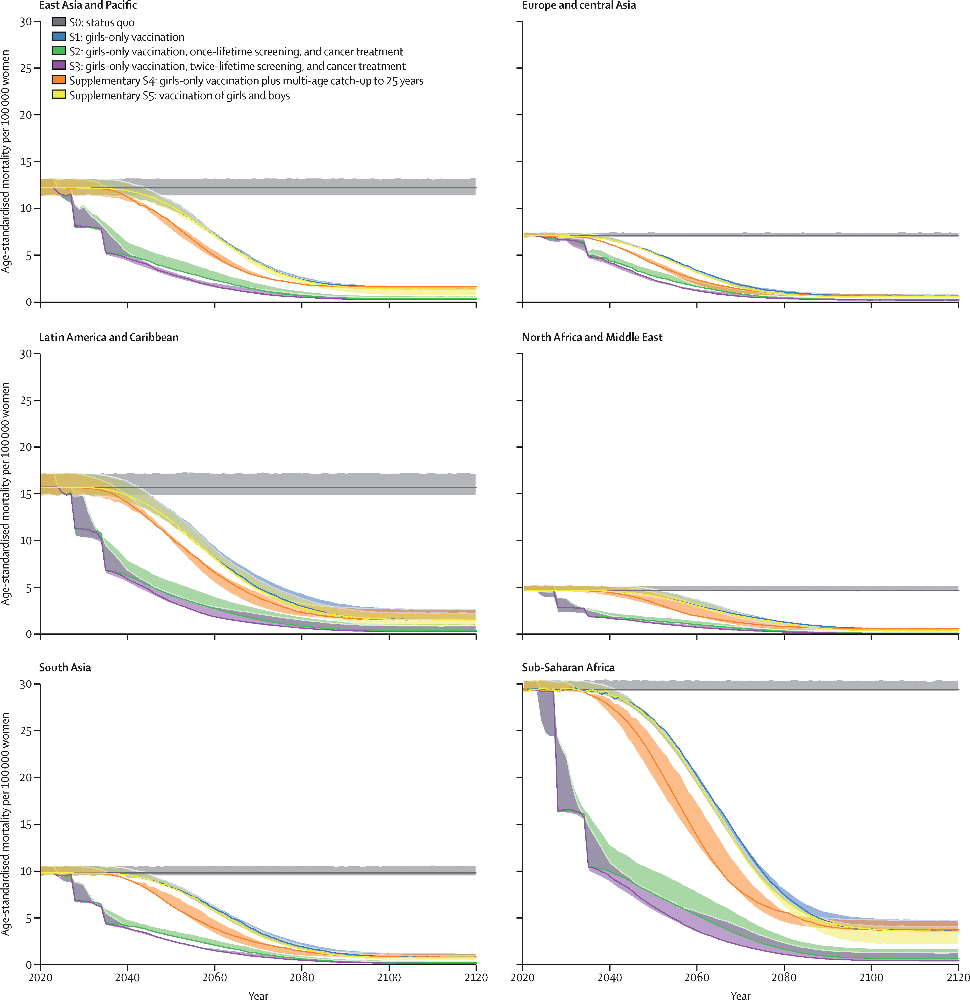 East Asia and Pacific
Europe and central Asia
30
25
20
15
10
5
0
Age-standardised mortality per 100 000 women
S0: status quo
S1: girls-only vaccination
S2: girls-only vaccination, once-lifetime screening, and cancer treatment
S3: girls-only vaccination, twice-lifetime screening, and cancer treatment
Supplementary S4: girls-only vaccination plus multi-age catch-up to 25 years
Supplementary S5: vaccination of girls and boys
Latin America and Caribbean
North Africa and Middle East
30
25
20
15
10
5
0
Age-standardised mortality per 100 000 women
South Asia
Sub-Saharan Africa
30
25
20
15
10
5
0
Age-standardised mortality per 100 000 women
2020 2040 2060 2080 2100 2120
Year
2020 2040 2060 2080 2100 2120
Year